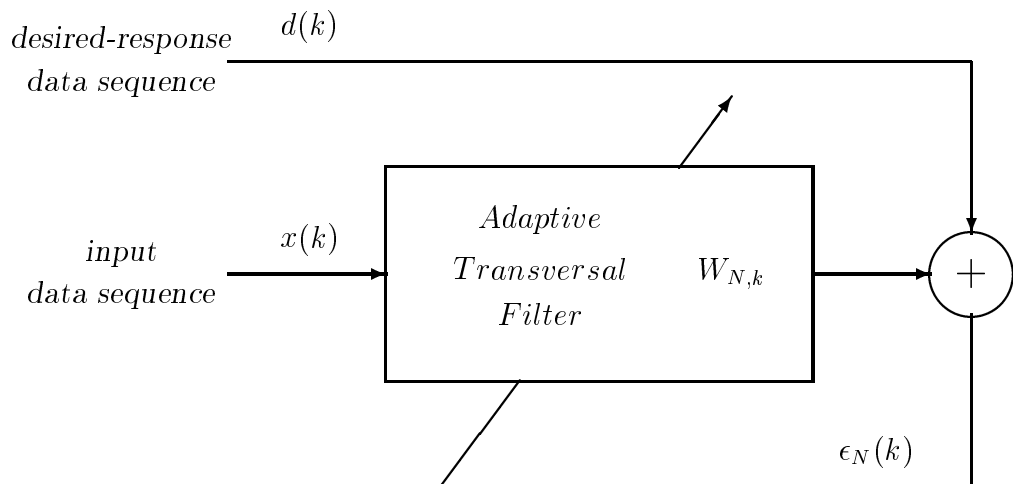 desired-response
data sequence
d(k)
Adaptive
Transversal
Filter
W_{N,k}
input
data sequence
x(k)
+
ϵ_N(k)